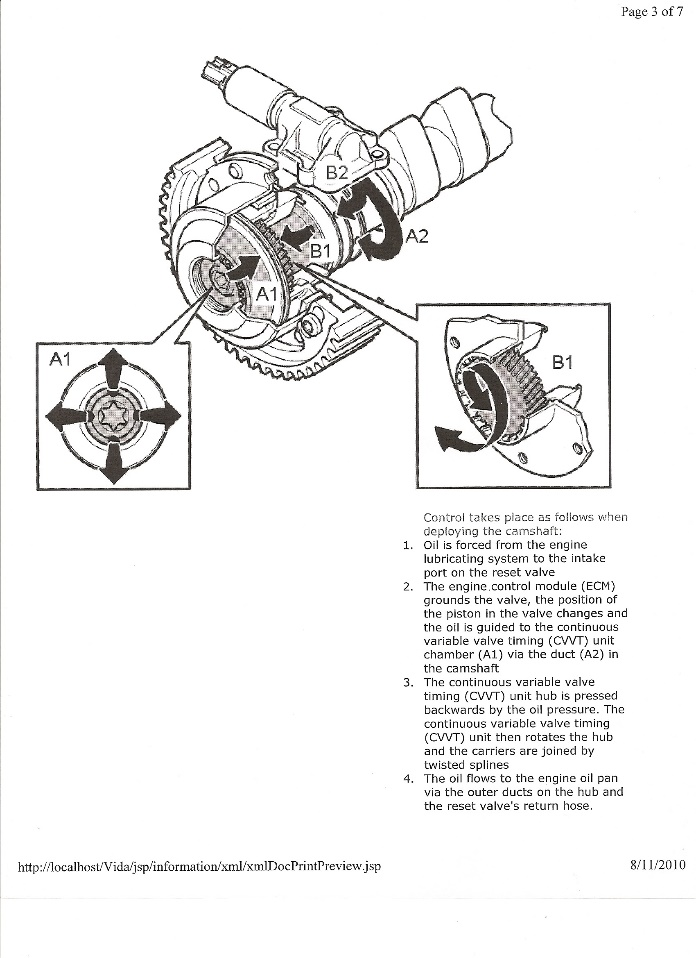 Page 3 of 7
B2
A2
B1
A1
A1
B1
Control takes place as follows when
deploying the camshaft:
1. Oil is forced from the engine
lubricating system to the intake
port on the reset valve
2. The engine control module (ECM)
grounds the valve, the position of
the piston in the valve changes and
the oil is guided to the continuous
variable valve timing (CVVT) unit
chamber (A1) via the duct (A2) in
the camshaft
3. The continuous variable valve
timing (CVVT) unit hub is pressed
backwards by the oil pressure. The
continuous variable valve timing
(CVVT) unit then rotates the hub
and the carriers are joined by
twisted splines
4. The oil flows to the engine oil pan
via the outer ducts on the hub and
the reset valve's return hose.
http://localhost/Vida/jsp/information/xml/xmlDocPrintPreview.jsp
8/11/2010